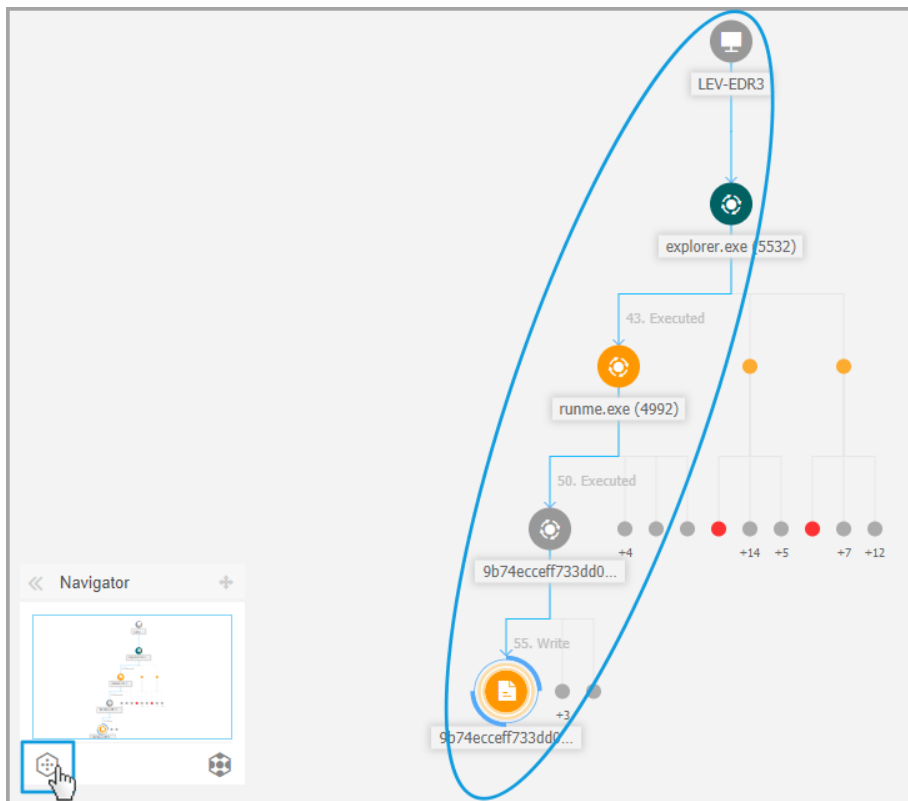 LEV-EDR3
explorer.exe (5532)
43. Executed
runme.exe (4992)
50. Executed
+4
+14
+5
+7
+12
9b74ecceff733dd0...
55. Write
+3
9b74ecceff733dd0...
Navigator